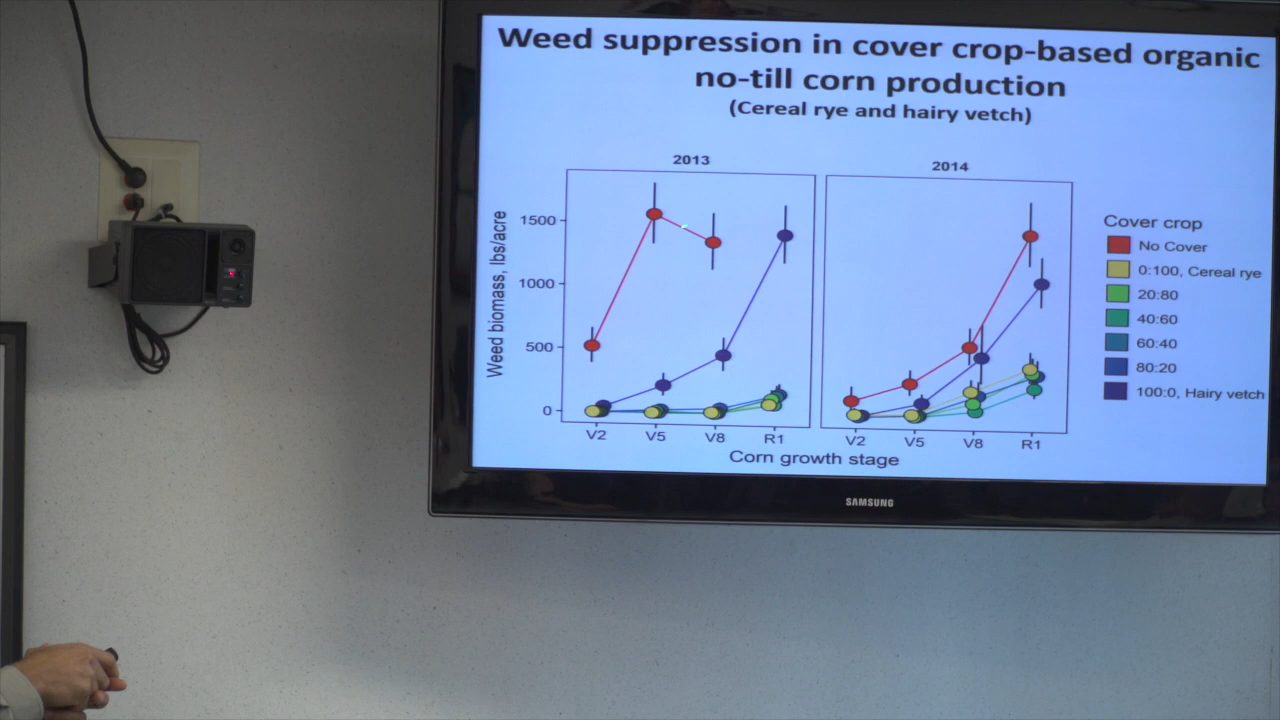 Weed suppression in cover crop-based organic
no-till corn production
(Cereal rye and hairy vetch)
2013
2014
Weed biomass, lbs/acre
1500
1000
500
0
V2
V5
V8
R1
V2
V5
V8
R1
Corn growth stage
Cover crop
No Cover
0:100, Cereal rye
20:80
40:60
60:40
80:20
100:0, Hairy vetch
SAMSUNG